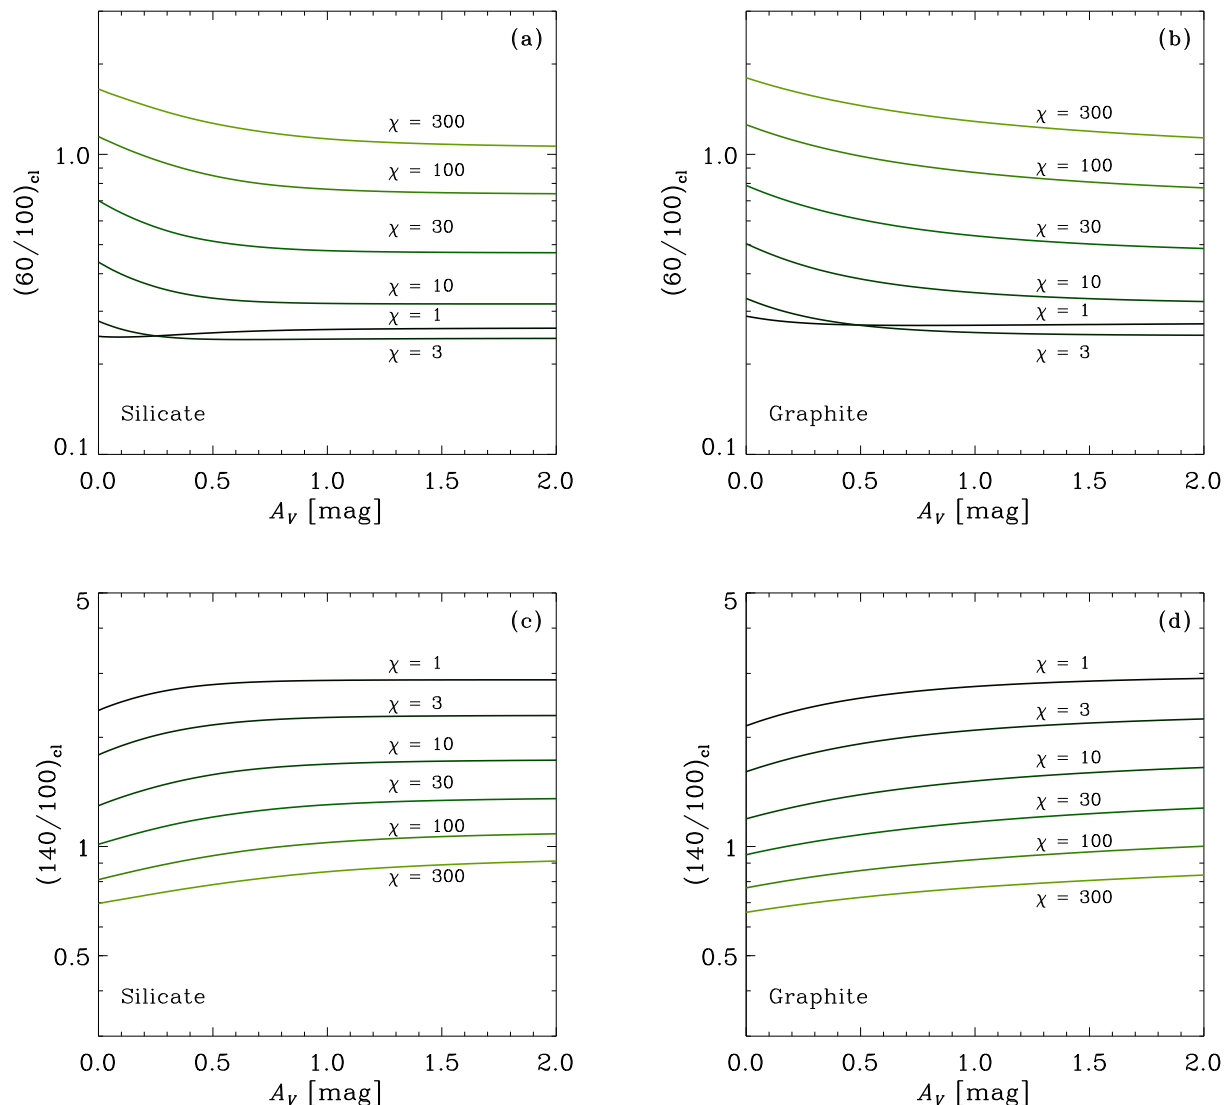 (a)
(60/100)cl
1.0
0.1
χ = 300
χ = 100
χ = 30
χ = 10
χ = 1
χ = 3
Silicate
0.0 0.5 1.0 1.5 2.0
AV [mag]
(b)
(60/100)cl
1.0
0.1
χ = 300
χ = 100
χ = 30
χ = 10
χ = 1
χ = 3
Graphite
0.0 0.5 1.0 1.5 2.0
AV [mag]
(c)
(140/100)cl
5
1
0.5
χ = 1
χ = 3
χ = 10
χ = 30
χ = 100
χ = 300
Silicate
0.0 0.5 1.0 1.5 2.0
AV [mag]
(d)
(140/100)cl
5
1
0.5
χ = 1
χ = 3
χ = 10
χ = 30
χ = 100
χ = 300
Graphite
0.0 0.5 1.0 1.5 2.0
AV [mag]